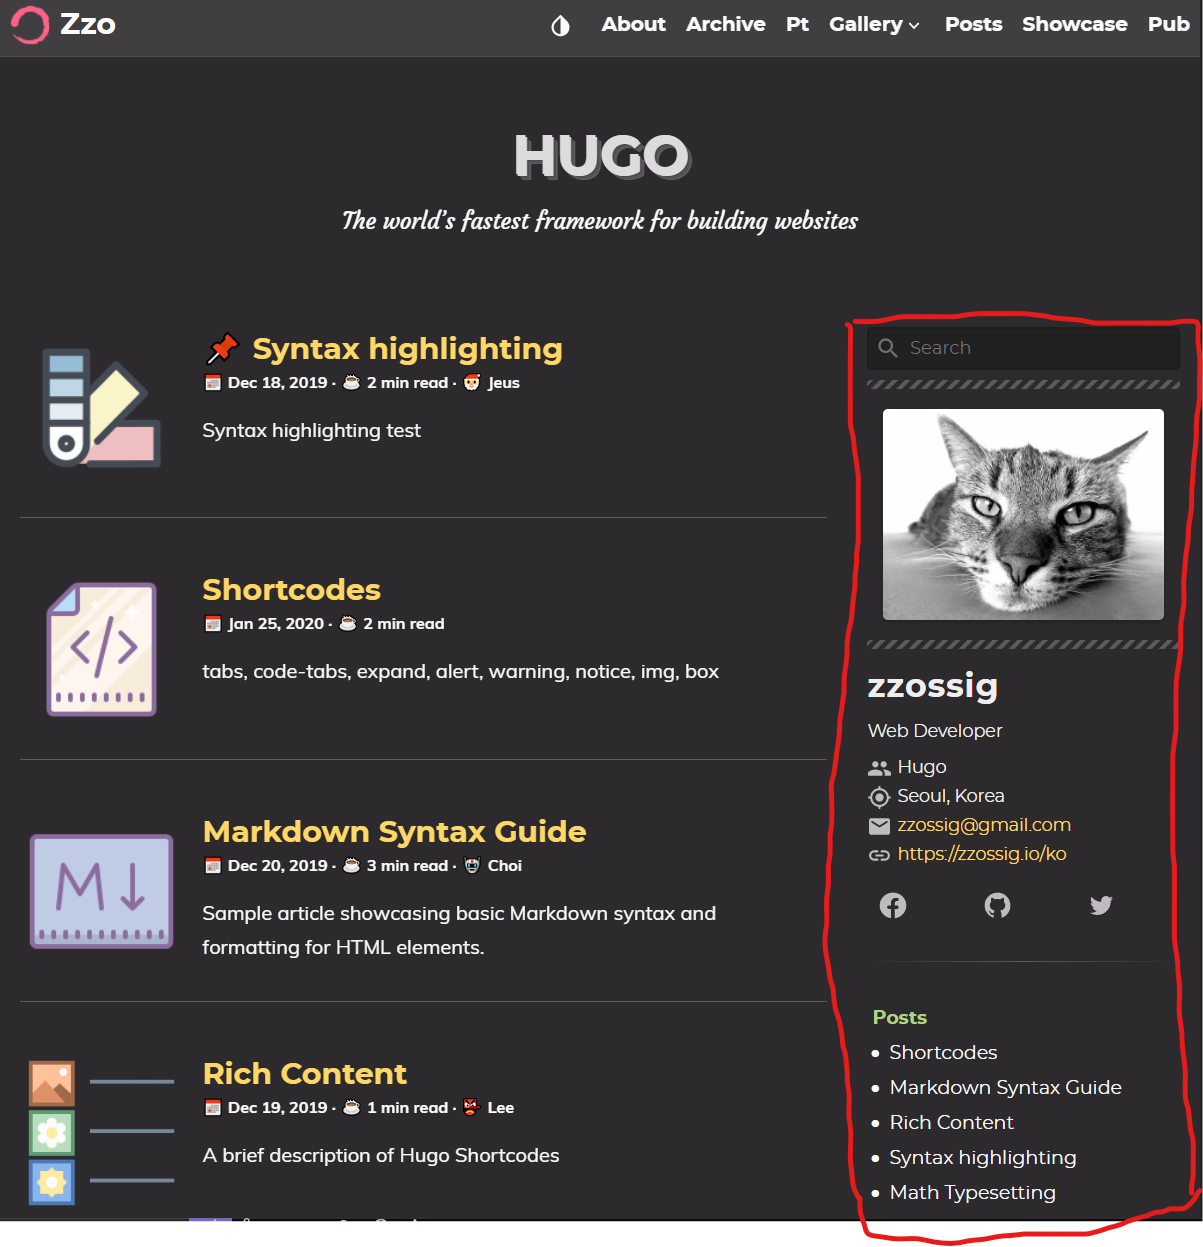 Zzo
About Archive Pt Gallery Posts Showcase Pub
HUGO
The world's fastest framework for building websites
Syntax highlighting
Dec 18, 2019 · 2 min read · Jeus
Syntax highlighting test
Shortcodes
Jan 25, 2020 · 2 min read
tabs, code-tabs, expand, alert, warning, notice, img, box
M
Markdown Syntax Guide
Dec 20, 2019 · 3 min read · Choi
Sample article showcasing basic Markdown syntax and
formatting for HTML elements.
Rich Content
Dec 19, 2019 · 1 min read · Lee
A brief description of Hugo Shortcodes
Search
zzossig
Web Developer
Hugo
Seoul, Korea
zzossig@gmail.com
https://zzossig.io/ko
Posts
Shortcodes
Markdown Syntax Guide
Rich Content
Syntax highlighting
Math Typesetting